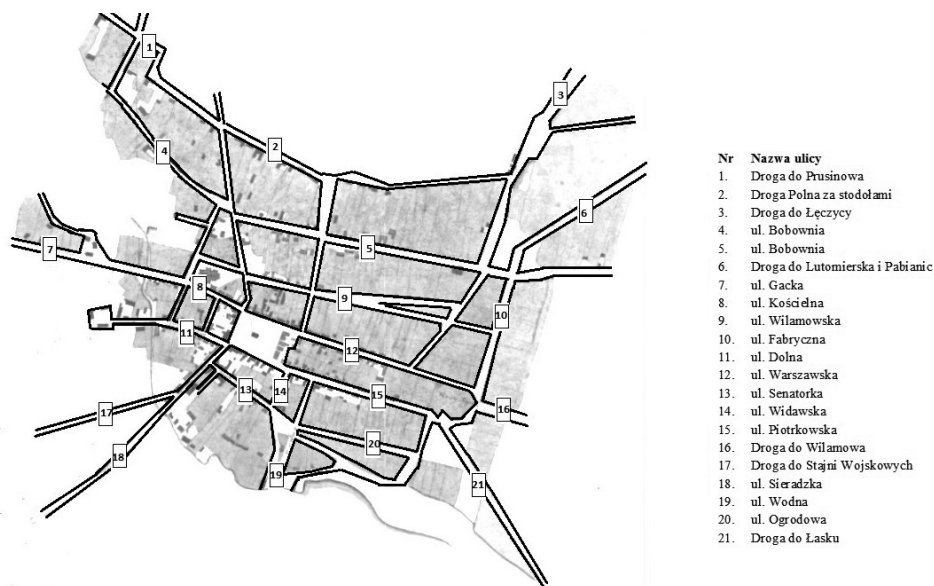 1
2
3
4
5
6
7
8
9
10
11
12
13
14
15
16
17
18
19
20
21
Nr Nazwa ulicy
1. Droga do Prusinowa
2. Droga Polna za stodołami
3. Droga do Łęczycy
4. ul. Bobownia
5. ul. Bobownia
6. Droga do Lutomierska i Pabianic
7. ul. Gacka
8. ul. Kościelna
9. ul. Wilamowska
10. ul. Fabryczna
11. ul. Dolna
12. ul. Warszawska
13. ul. Senatorka
14. ul. Widawska
15. ul. Piotrkowska
16. Droga do Wilamowa
17. Droga do Stajni Wojskowych
18. ul. Sieradzka
19. ul. Wodna
20. ul. Ogrodowa
21. Droga do Łasku